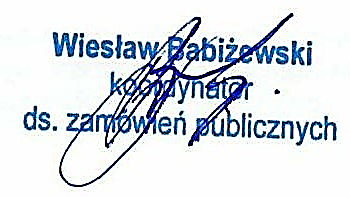 Wiesław Babiżewski
koordynator
ds. zamówień publicznych